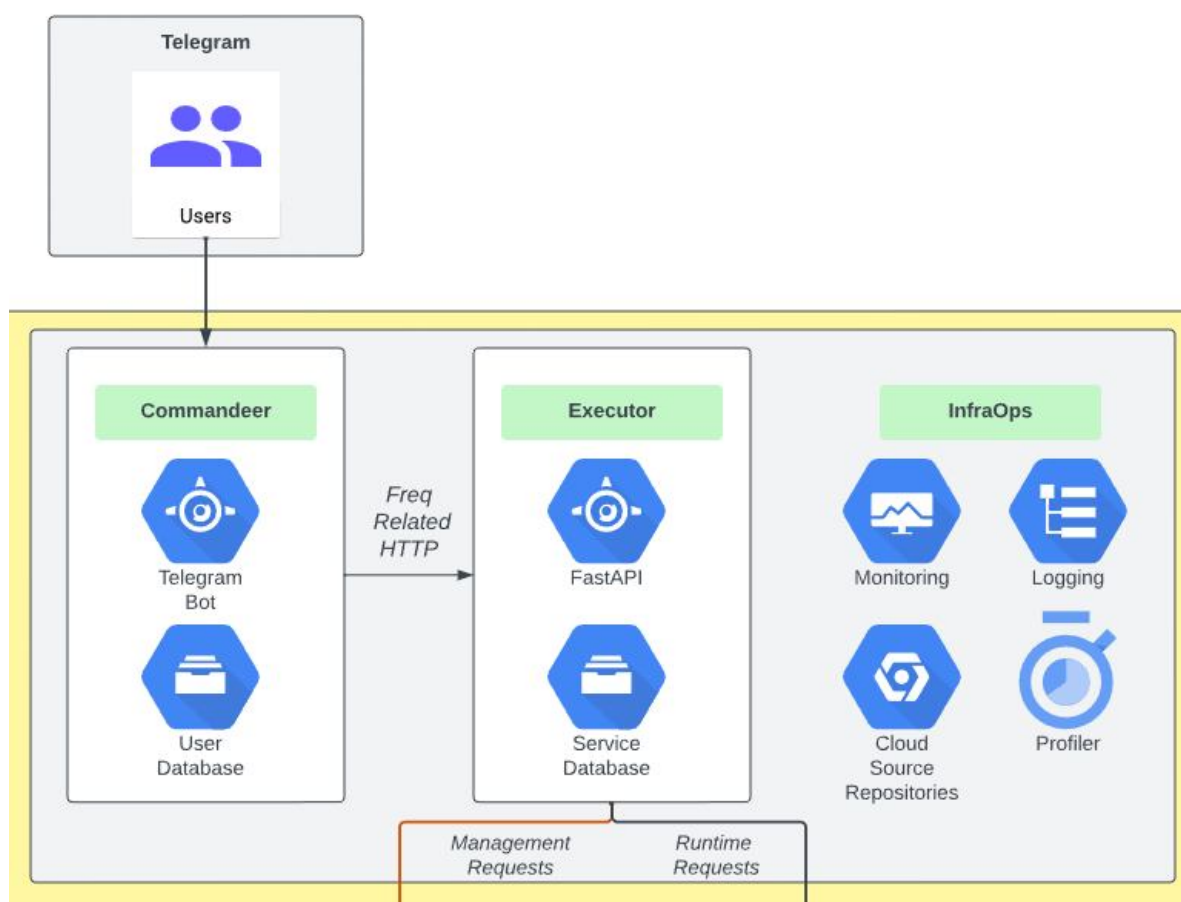 Telegram
Users
Commandeer
Telegram
Bot
User
Database
Freq
Related
HTTP
Executor
FastAPI
Service
Database
InfraOps
Monitoring
Logging
Cloud
Source
Repositories
Profiler
Management
Requests
Runtime
Requests